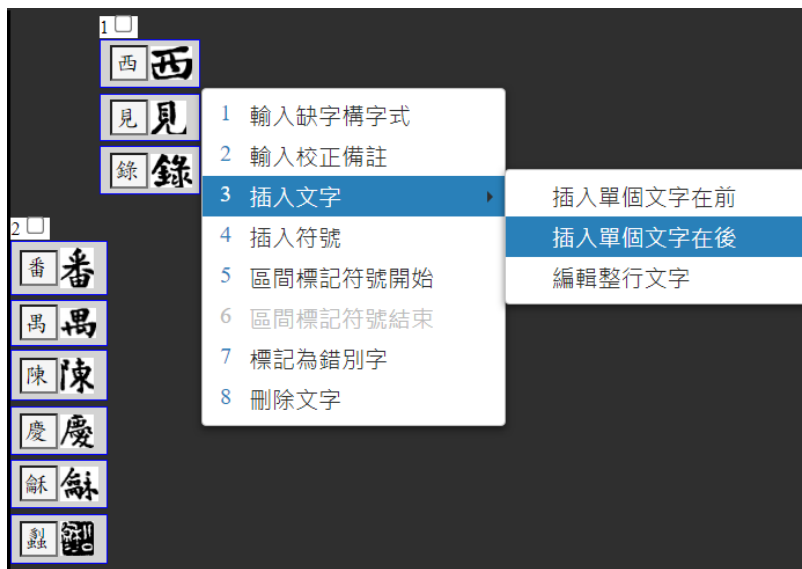 1
西 西
見 見
錄 錄
2
番 番
禺 禺
陳 陳
慶 慶
龢 龢
蠫
1 輸入缺字構字式
2 輸入校正備註
3 插入文字
4 插入符號
5 區間標記符號開始
6 區間標記符號結束
7 標記為錯別字
8 刪除文字
插入單個文字在前
插入單個文字在後
編輯整行文字